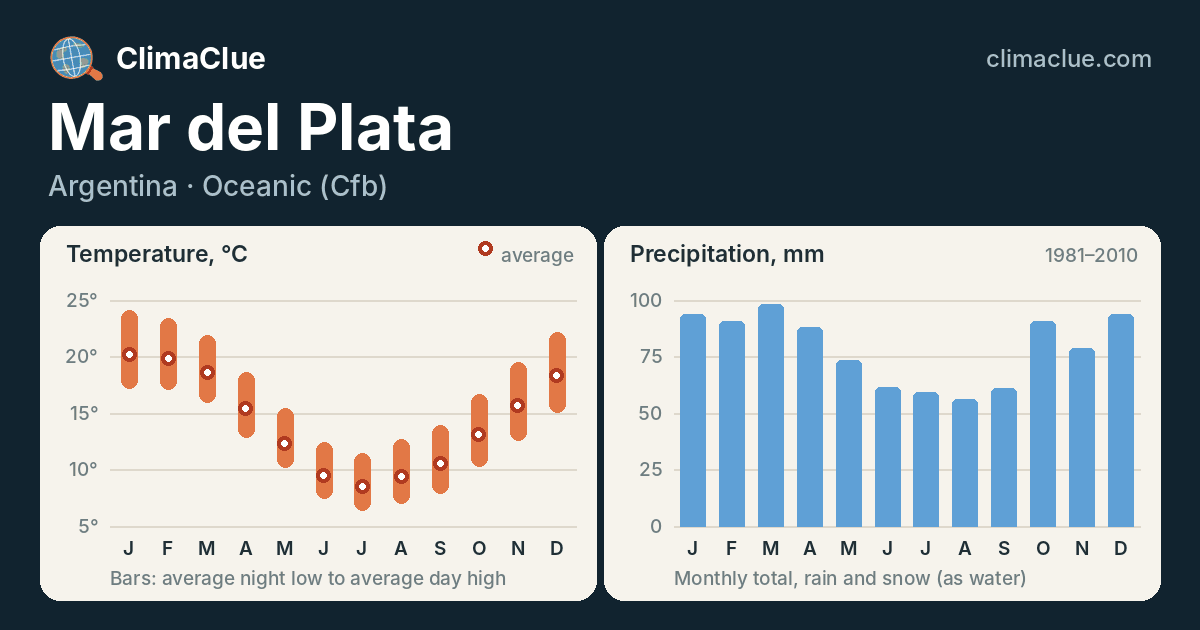 ClimaClue
climaclue.com
Mar del Plata
Argentina · Oceanic (Cfb)
Temperature, °C
average
25°
20°
15°
10°
5°
J F M A M J J A S O N D
Bars: average night low to average day high
Precipitation, mm
1981–2010
100
75
50
25
0
J F M A M J J A S O N D
Monthly total, rain and snow (as water)